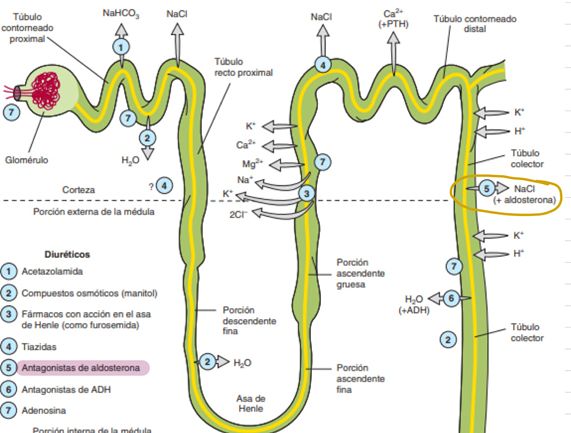 Túbulo
contorneado
proximal
NaHCO3
NaCl
NaCl
Ca2+
(+PTH)
Túbulo contorneado
distal
1
4
Túbulo
recto proximal
7
7
2
H2O
Glomérulo
K+
Ca2+
Mg2+
Na+
K+
2Cl−
7
3
K+
H+
Túbulo
colector
? 4
Corteza
Porción externa de la médula
5
NaCl
(+ aldosterona)
K+
H+
Diuréticos
1 Acetazolamida
2 Compuestos osmóticos (manitol)
3 Fármacos con acción en el asa
de Henle (como furosemida)
4 Tiazidas
5 Antagonistas de aldosterona
6 Antagonistas de ADH
7 Adenosina
Porción interna de la médula
Porción
descendente
fina
2
H2O
Asa de
Henle
Porción
ascendente
gruesa
Porción
ascendente
fina
7
H2O
(+ADH)
6
2
Túbulo
colector